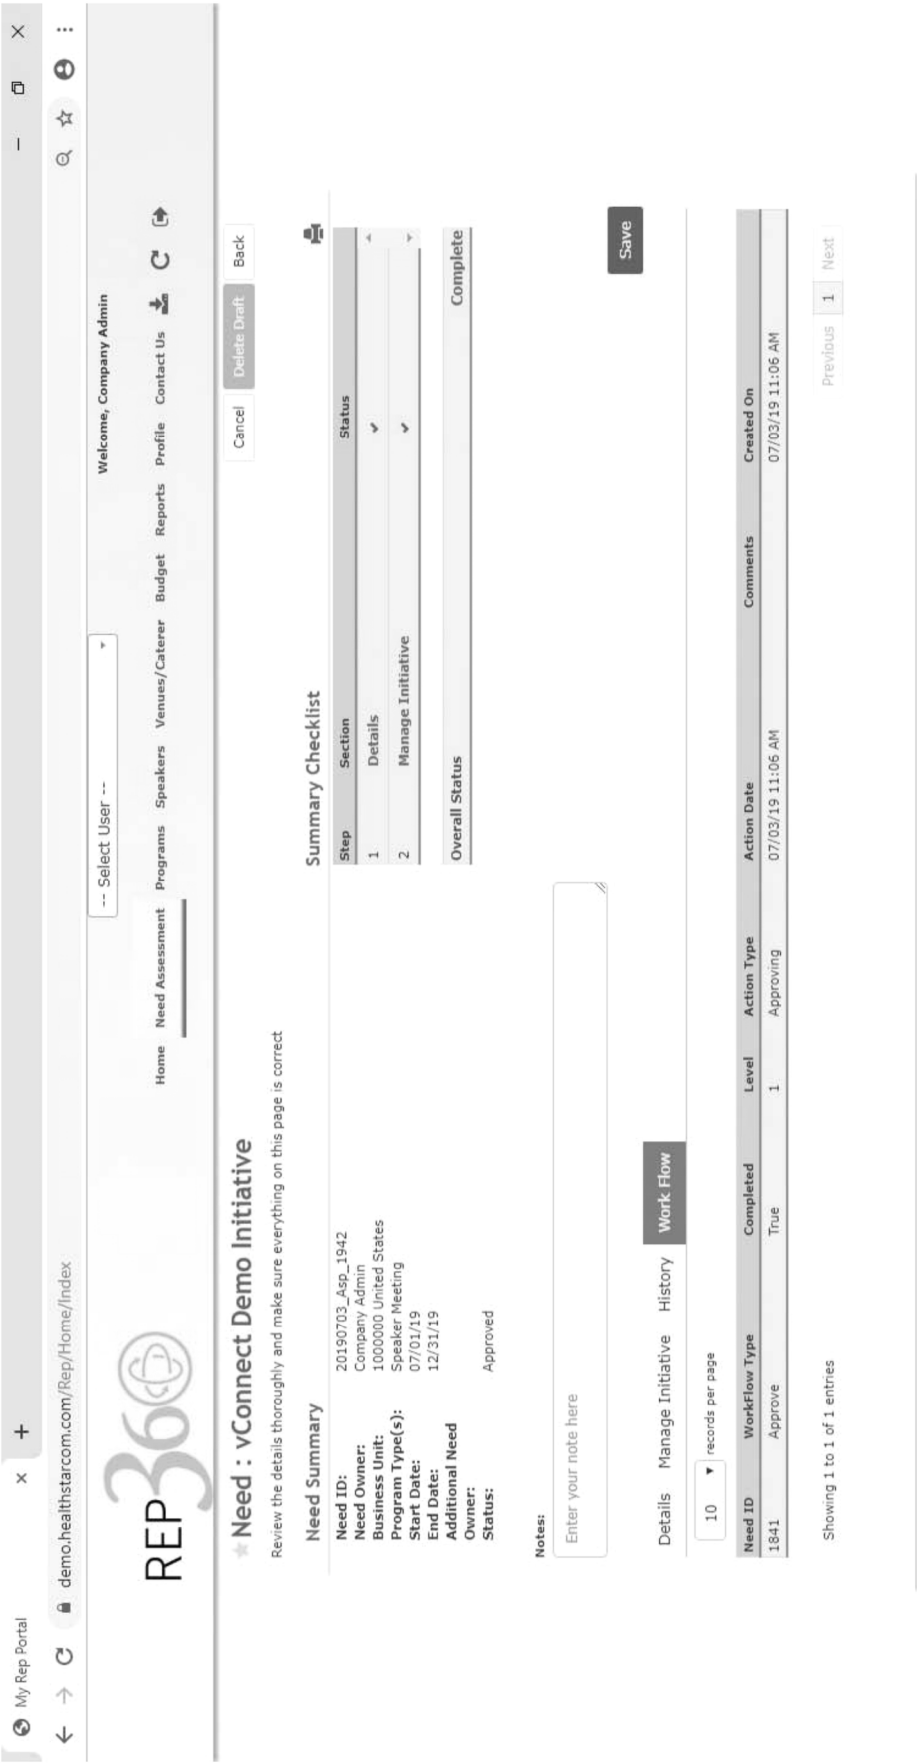 My Rep Portal
demo.healthstarcom.com/Rep/Home/Index
REP360
-- Select User --
Welcome, Company Admin
Home Need Assessment Programs Speakers Venues/Caterer Budget Reports Profile Contact Us
Need : vConnect Demo Initiative
Cancel Delete Draft Back
Review the details thoroughly and make sure everything on this page is correct
Need Summary
Need ID: 20190703_Asp_1942
Need Owner: Company Admin
Business Unit: 1000000 United States
Program Type(s): Speaker Meeting
Start Date: 07/01/19
End Date: 12/31/19
Additional Need
Owner:
Status: Approved
Summary Checklist
Step Section Status
1 Details ✔
2 Manage Initiative ✔
Overall Status Complete
Notes:
Enter your note here
Save
Details Manage Initiative History Work Flow
10 records per page
Need ID WorkFlow Type Completed Level Action Type Action Date Comments Created On
1841 Approve True 1 Approving 07/03/19 11:06 AM 07/03/19 11:06 AM
Showing 1 to 1 of 1 entries
Previous 1 Next